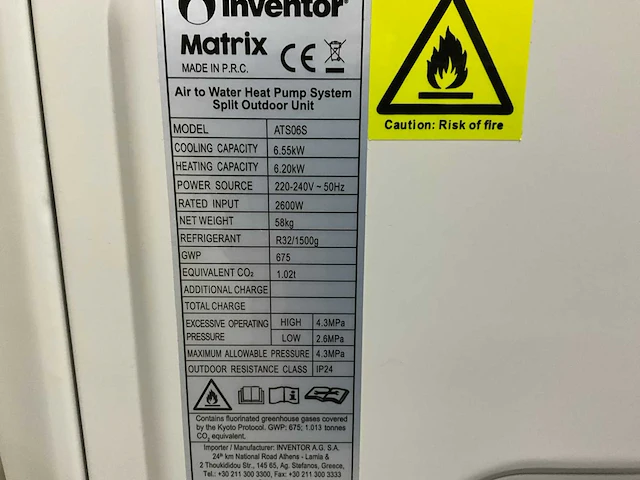 inventor®
Matrix
MADE IN P.R.C.
CE
Air to Water Heat Pump System
Split Outdoor Unit
MODEL ATS06S
COOLING CAPACITY 6.55kW
HEATING CAPACITY 6.20kW
POWER SOURCE 220-240V ~ 50Hz
RATED INPUT 2600W
NET WEIGHT 58kg
REFRIGERANT R32/1500g
GWP 675
EQUIVALENT CO₂ 1.02t
ADDITIONAL CHARGE
TOTAL CHARGE
EXCESSIVE OPERATING PRESSURE HIGH 4.3MPa
LOW 2.6MPa
MAXIMUM ALLOWABLE PRESSURE 4.3MPa
OUTDOOR RESISTANCE CLASS IP24
Contains fluorinated greenhouse gases covered
by the Kyoto Protocol. GWP: 675; 1.013 tonnes
CO₂ equivalent.
Importer / Manufacturer: INVENTOR A.G. S.A.
24th km National Road Athens - Lamia &
2 Thoukididou Str., 145 65, Ag. Stefanos, Greece,
Tel.: +30 211 300 3300, Fax: +30 211 300 3333
Caution: Risk of fire